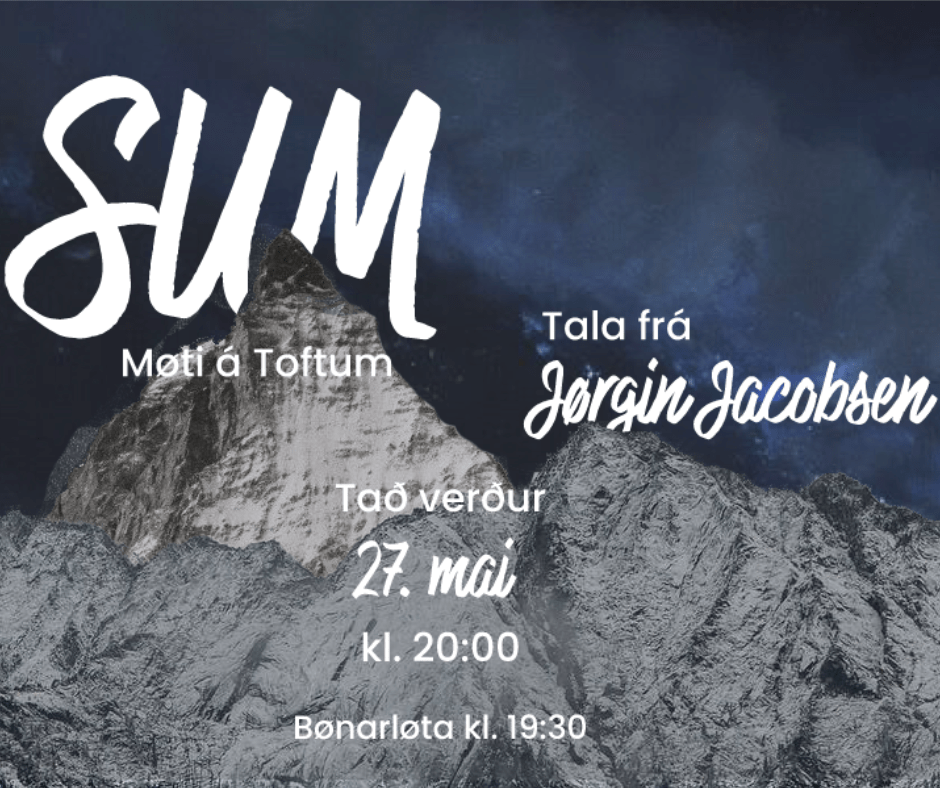 SUM
Møti á Toftum
Tala frá
Jørgin Jacobsen
Tað verður
27. mai
kl. 20:00
Bønarløta kl. 19:30